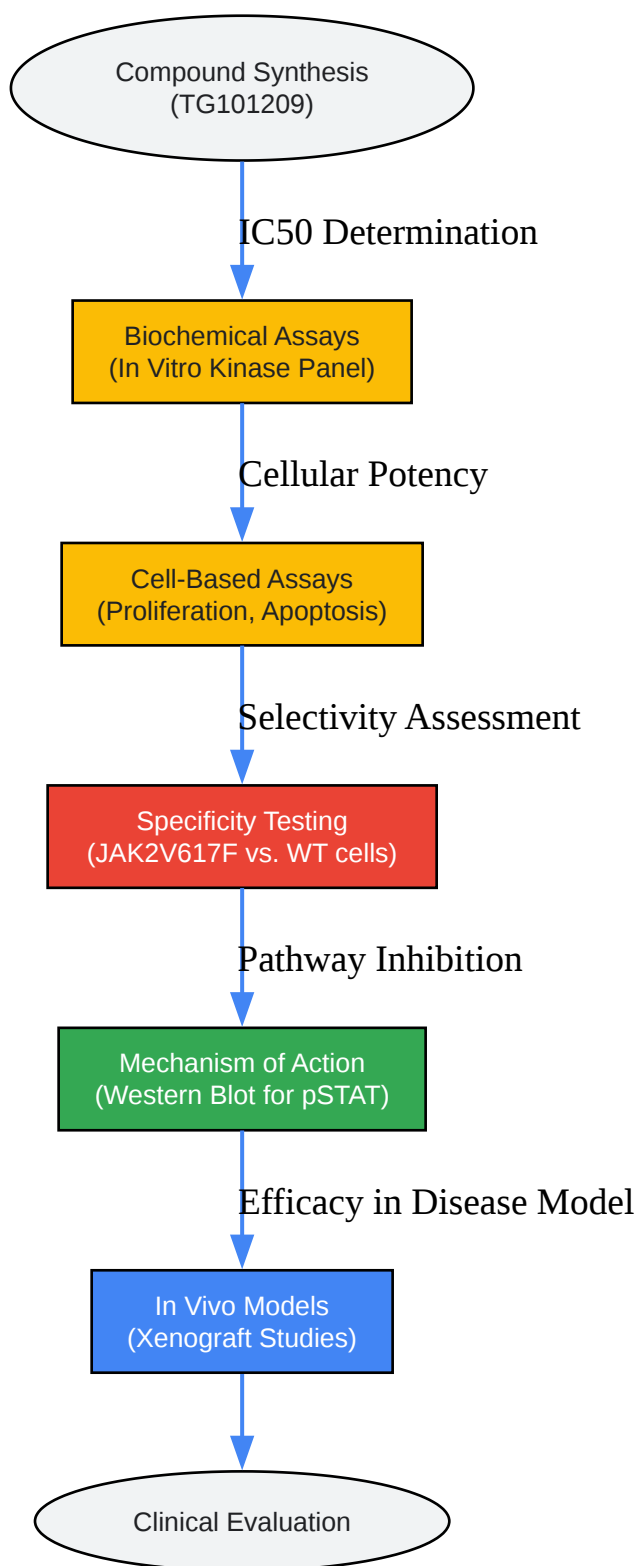 Compound Synthesis
(TG101209)
IC50 Determination
Biochemical Assays
(In Vitro Kinase Panel)
Cellular Potency
Cell-Based Assays
(Proliferation, Apoptosis)
Selectivity Assessment
Specificity Testing
(JAK2V617F vs. WT cells)
Pathway Inhibition
Mechanism of Action
(Western Blot for pSTAT)
Efficacy in Disease Model
In Vivo Models
(Xenograft Studies)
Clinical Evaluation